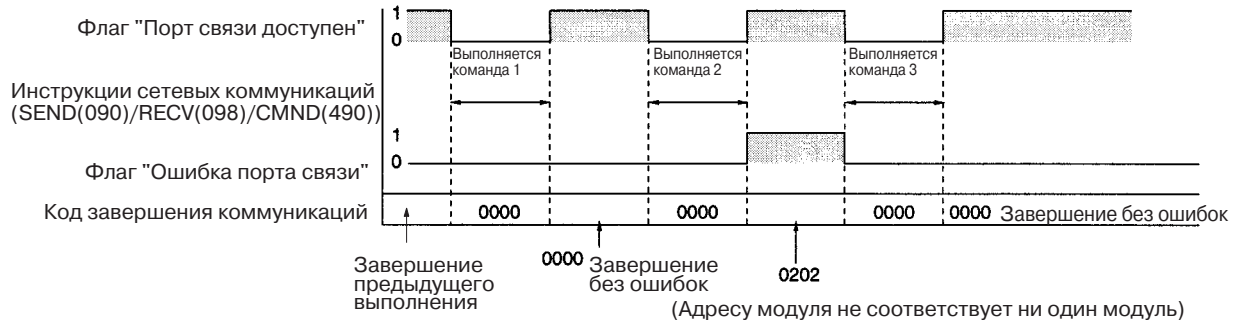 1
Флаг "Порт связи доступен"
0
Выполняется команда 1
Выполняется команда 2
Выполняется команда 3
Инструкции сетевых коммуникаций
(SEND(090)/RECV(098)/CMND(490))
1
0
Флаг "Ошибка порта связи"
Код завершения коммуникаций
0000
0000
0000
0000 Завершение без ошибок
Завершение
предыдущего
выполнения
0000 Завершение
без ошибок
0202
(Адресу модуля не соответствует ни один модуль)